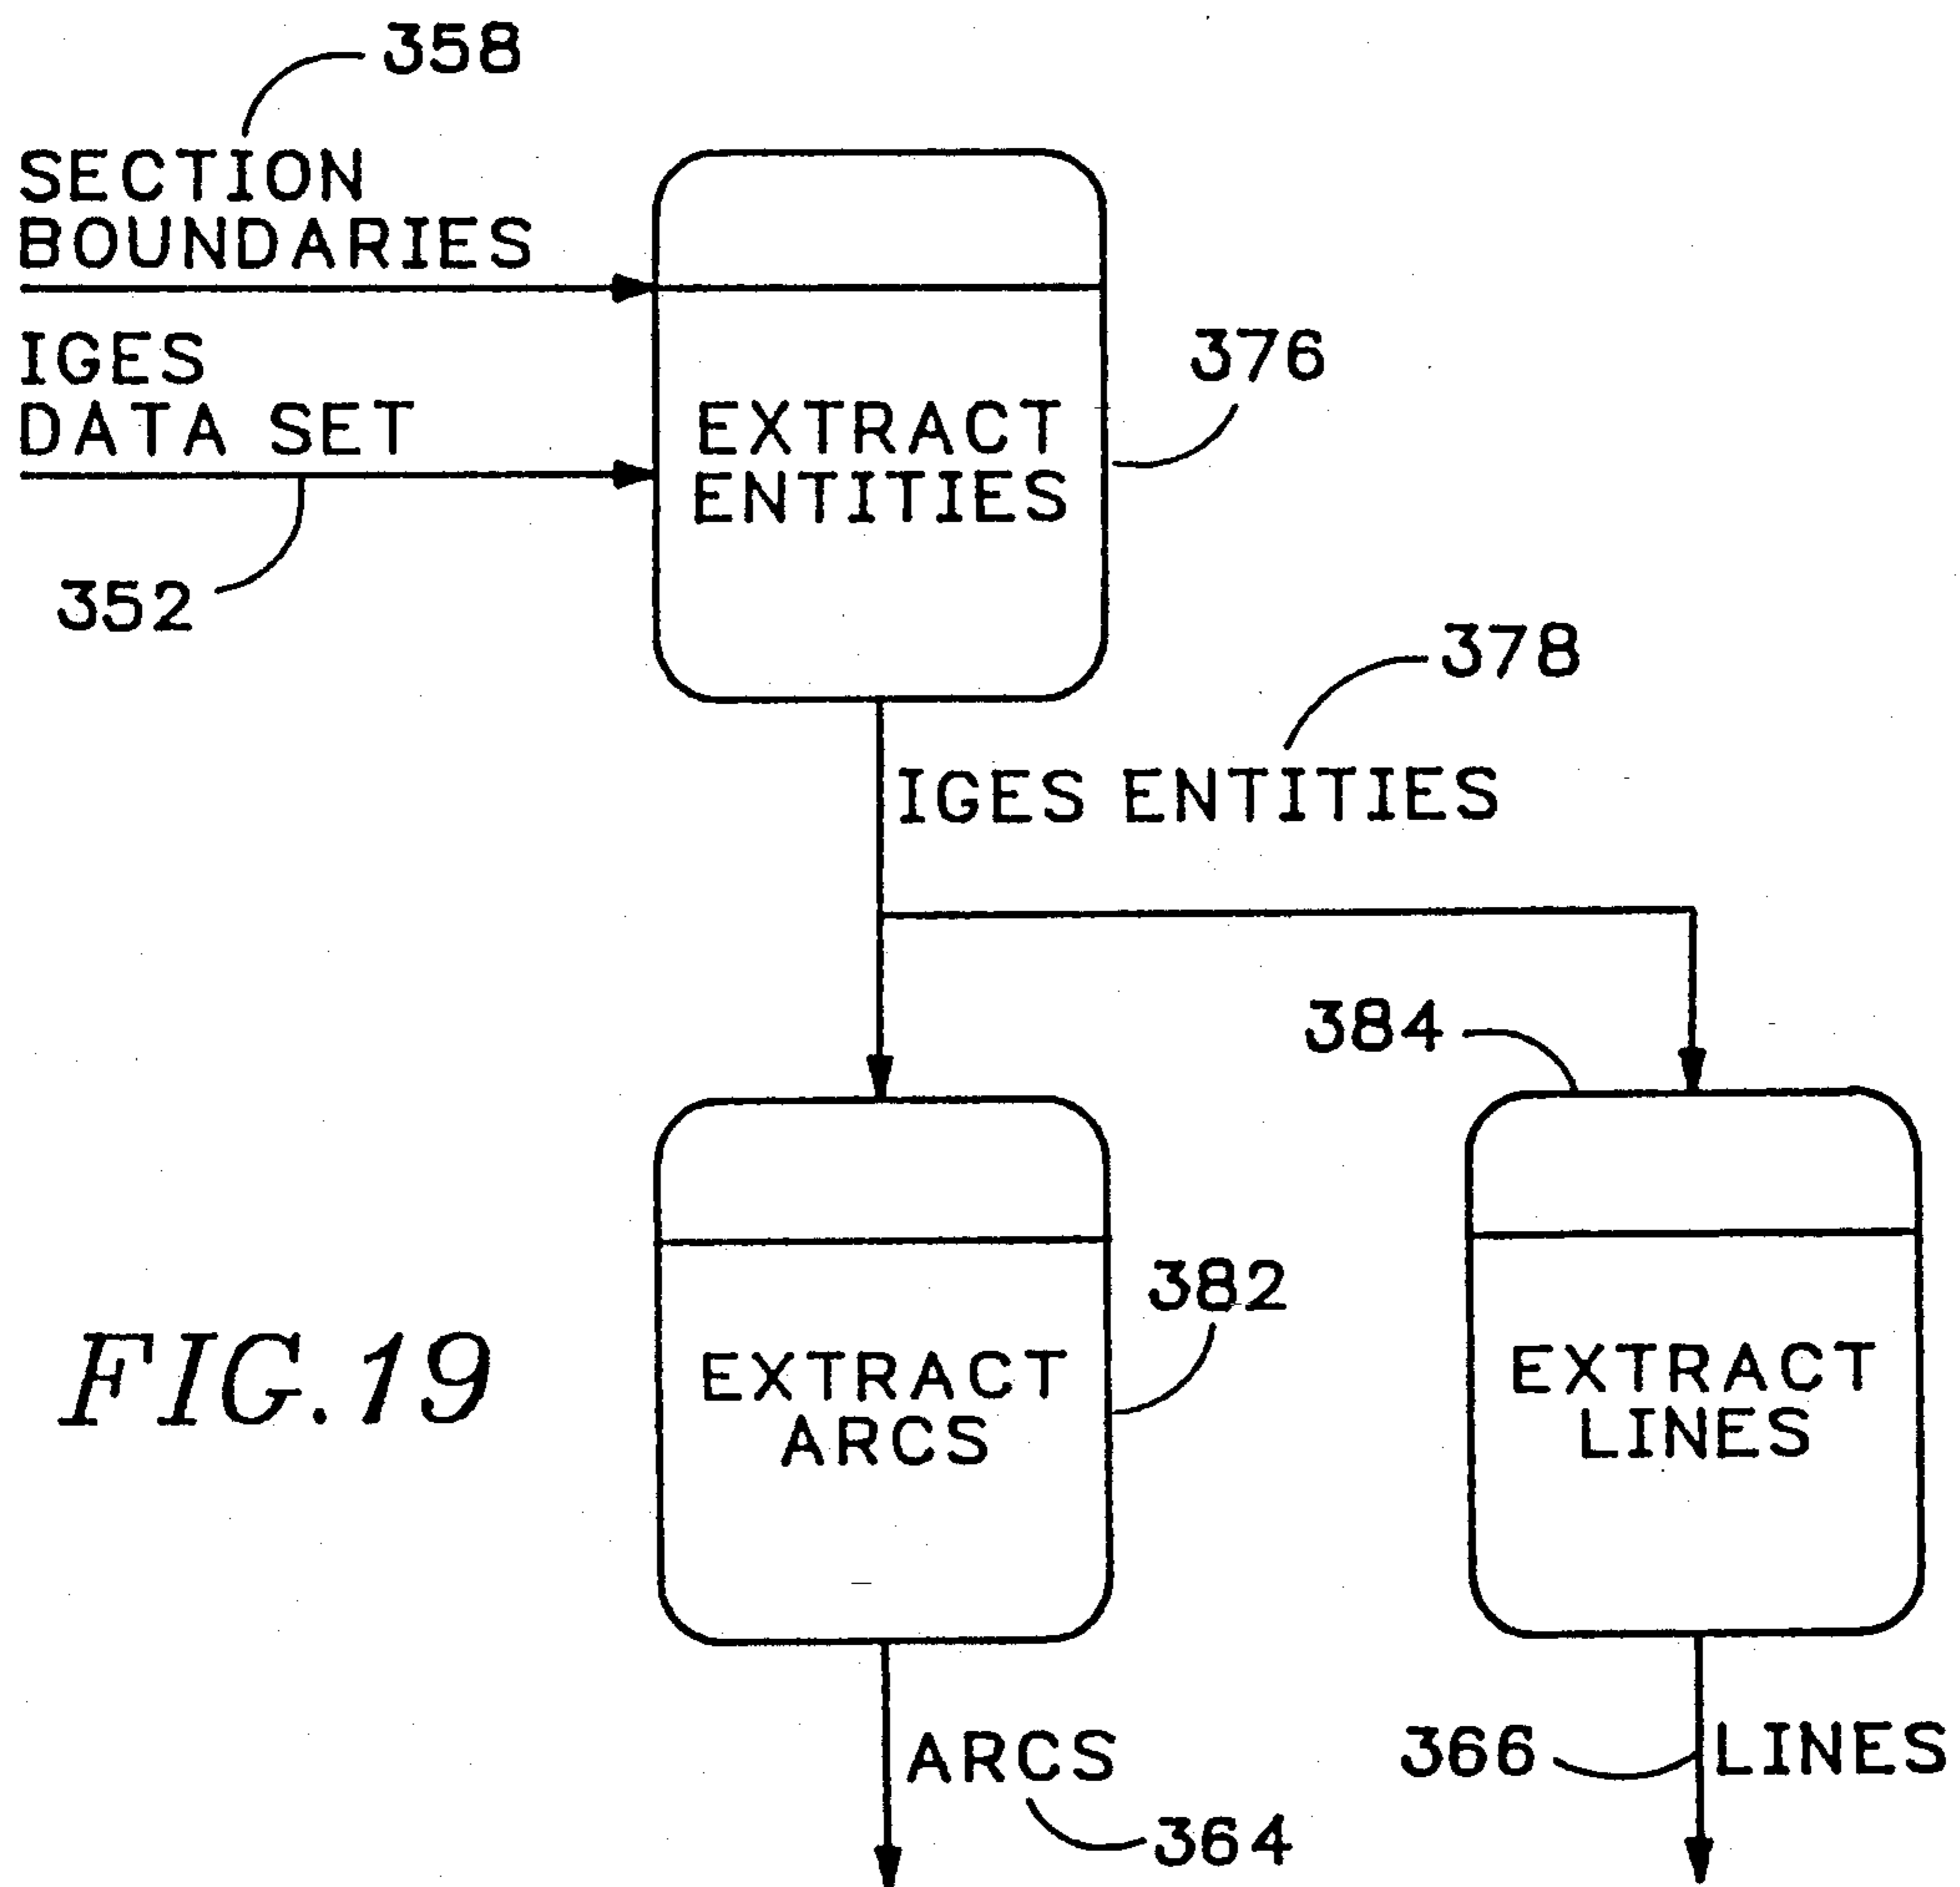 358
SECTION
BOUNDARIES
IGES
DATA SET
352
EXTRACT
ENTITIES
376
378
IGES ENTITIES
384
382
EXTRACT
ARCS
EXTRACT
LINES
FIG.19
ARCS
364
366
LINES